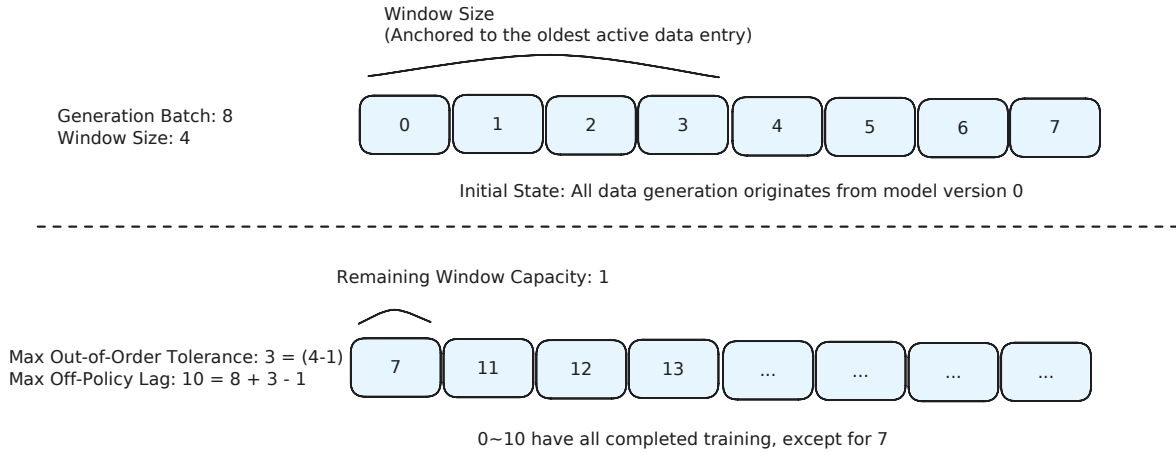 Window Size
(Anchored to the oldest active data entry)
Generation Batch: 8
Window Size: 4
0 1 2 3 4 5 6 7
Initial State: All data generation originates from model version 0
Remaining Window Capacity: 1
Max Out-of-Order Tolerance: 3 = (4-1)
Max Off-Policy Lag: 10 = 8 + 3 - 1
7 11 12 13 ... ... ... ...
0~10 have all completed training, except for 7